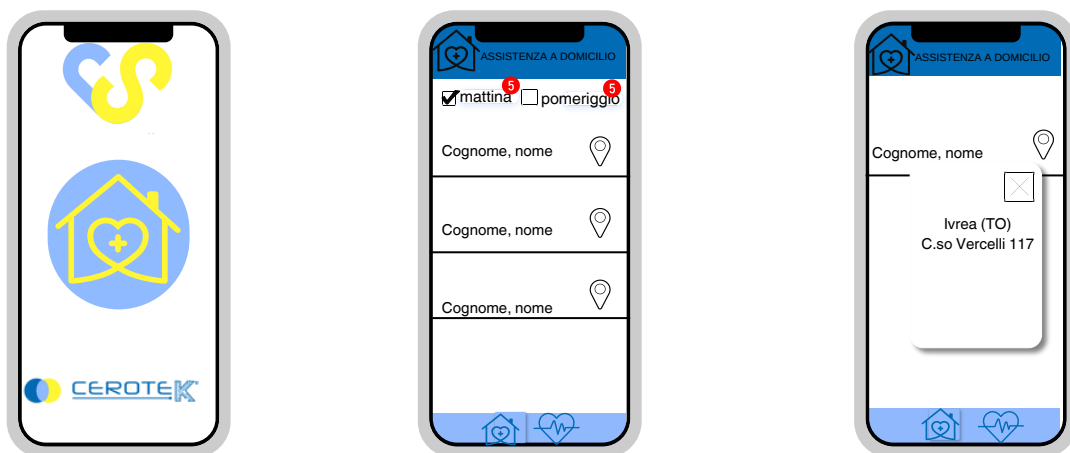 CEROTEK
ASSISTENZA A DOMICILIO
mattina 5 pomeriggio 5
Cognome, nome
Cognome, nome
Cognome, nome
ASSISTENZA A DOMICILIO
Cognome, nome
Ivrea (TO)
C.so Vercelli 117